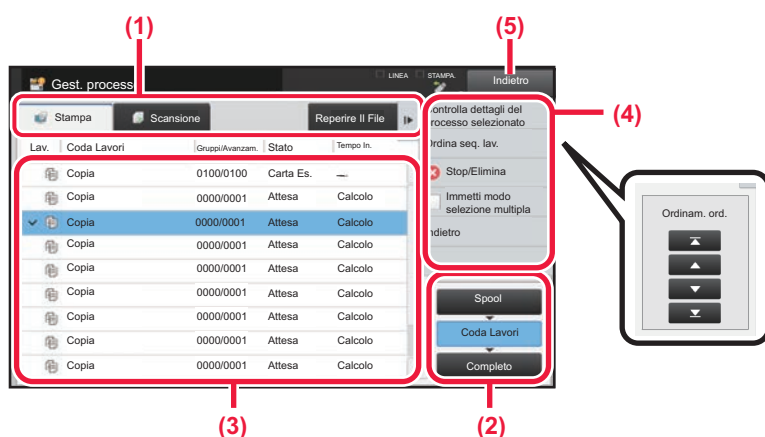 (1)
(5)
Gest. process
LINEA
STAMPA.
Indietro
Stampa
Scansione
Reperire Il File
ontrolla dettagli del
rocesso selezionato
(4)
Lav.
Coda Lavori
Gruppi/Avanzam.
Stato
Tempo In.
rdina seq. lav.
Copia 0100/0100 Carta Es.
Stop/Elimina
Copia 0000/0001 Attesa Calcolo
Immetti modo
selezione multipla
Copia 0000/0001 Attesa Calcolo
ndietro
Copia 0000/0001 Attesa Calcolo
Copia 0000/0001 Attesa Calcolo
Copia 0000/0001 Attesa Calcolo
Copia 0000/0001 Attesa Calcolo
Copia 0000/0001 Attesa Calcolo
Copia 0000/0001 Attesa Calcolo
Spool
Coda Lavori
Completo
Ordinam. ord.
(3)
(2)